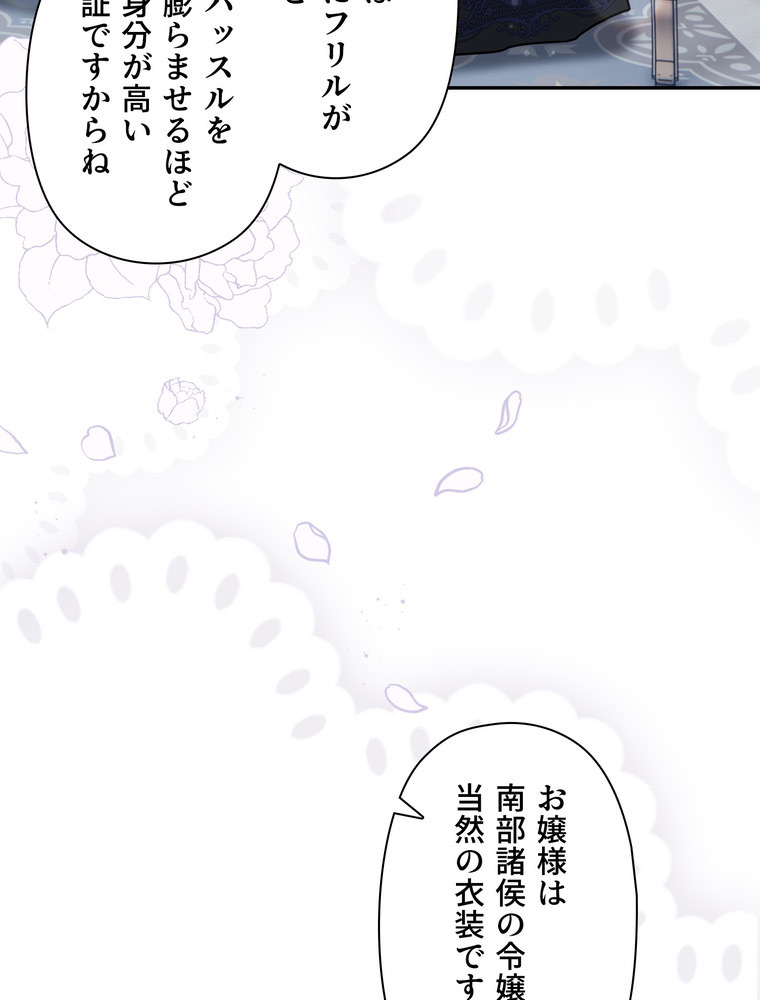 は
にフリルが
バッスルを
膨らませるほど
身分が高い
証ですからね
お嬢様は
南部諸侯の令嬢
当然の衣装です